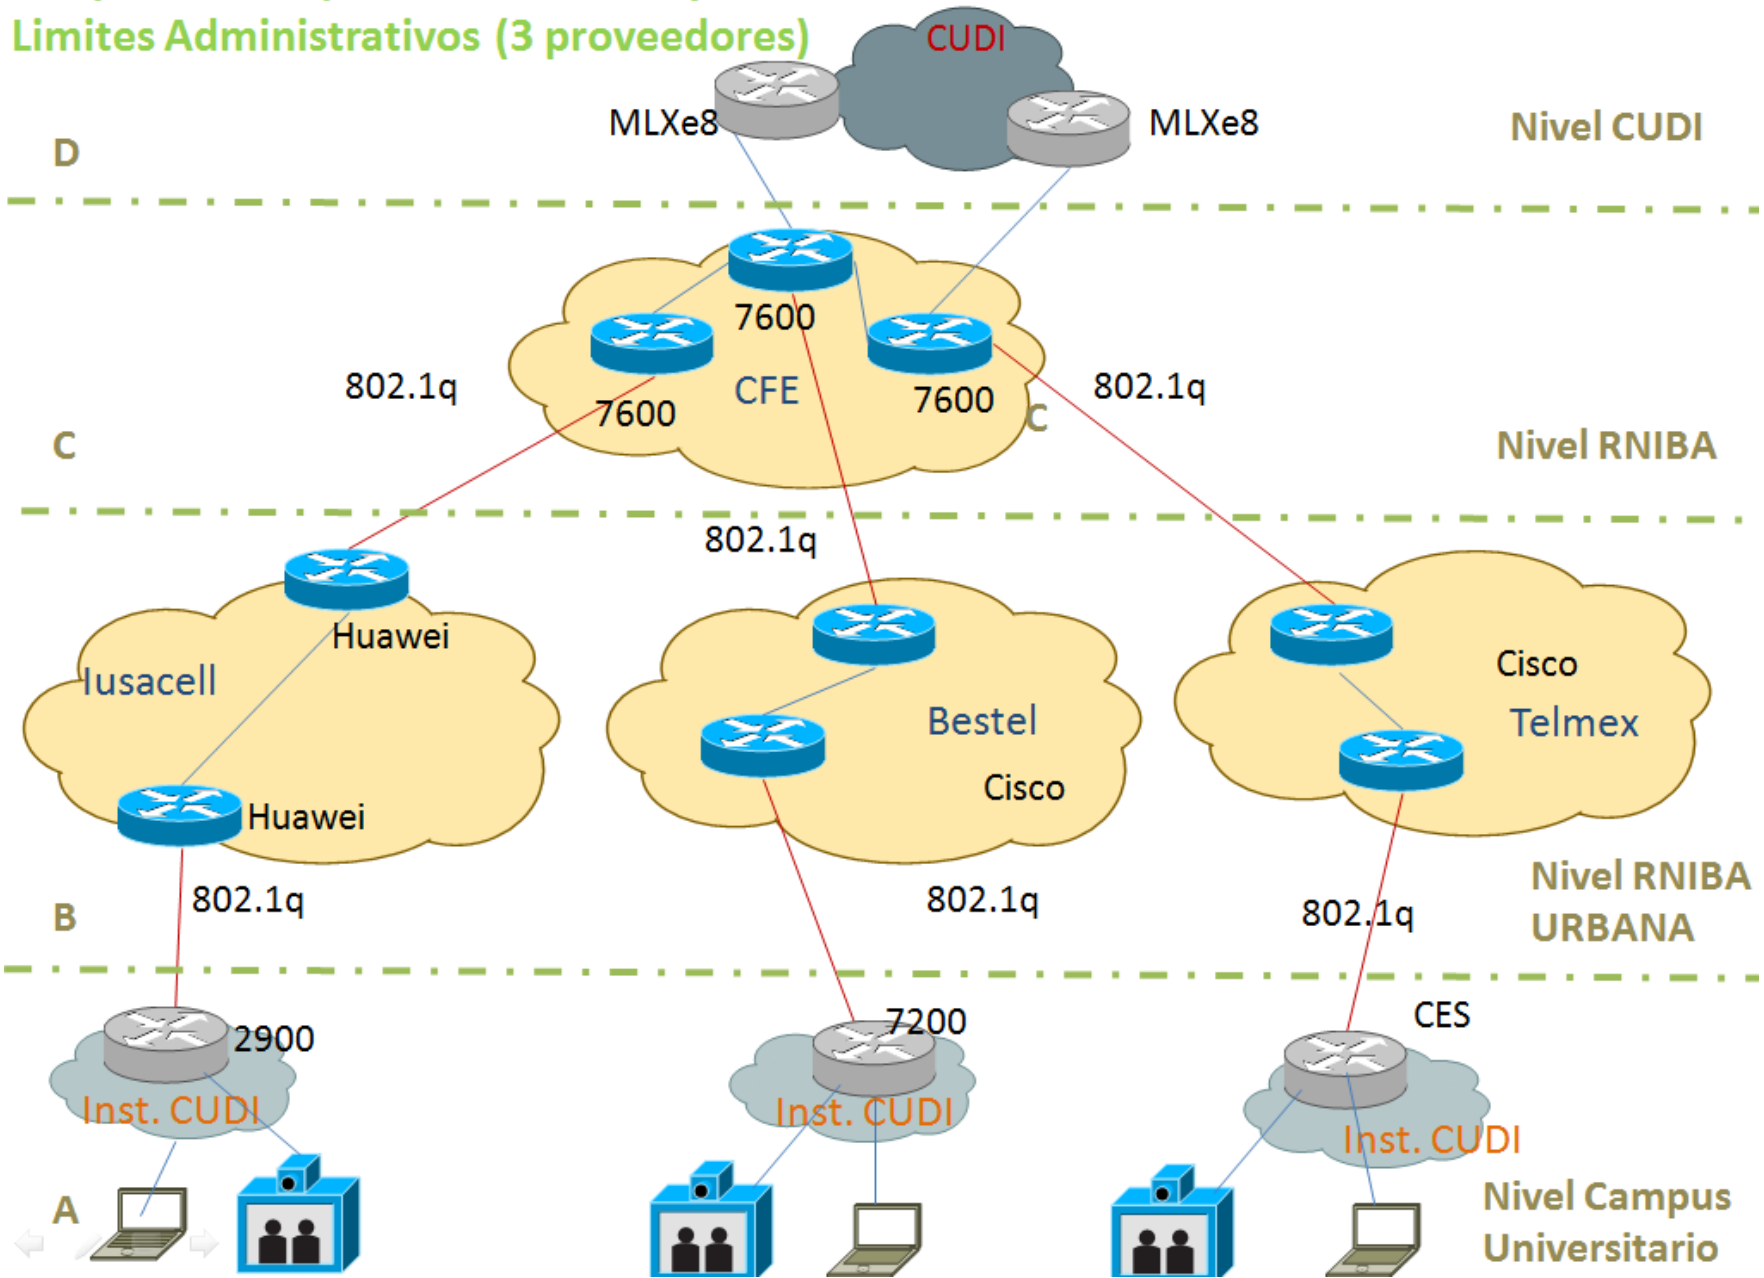 Limites Administrativos (3 proveedores)
CUDI
MLXe8
MLXe8
Nivel CUDI
D
7600
802.1q
CFE
7600
7600
802.1q
C
C
Nivel RNIBA
802.1q
Huawei
Iusacell
Cisco
Bestel
Telmex
Cisco
Huawei
802.1q
802.1q
802.1q
Nivel RNIBA
URBANA
B
2900
7200
CES
Inst. CUDI
Inst. CUDI
Inst. CUDI
A
Nivel Campus
Universitario